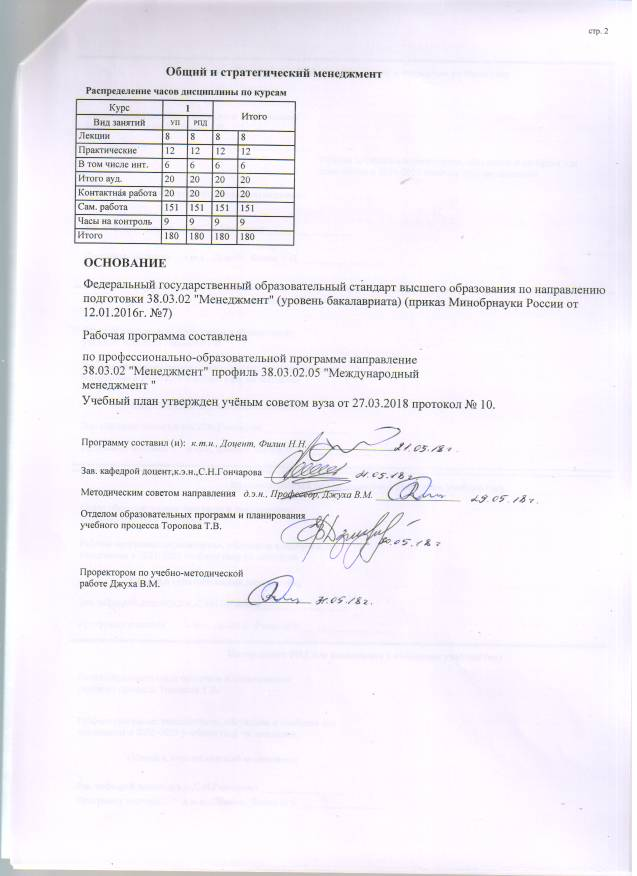 стр. 2
Общий и стратегический менеджмент
Распределение часов дисциплины по курсам
Курс 1 Итого
Вид занятий УП РПД
Лекции 8 8 8 8
Практические 12 12 12 12
В том числе инт. 6 6 6 6
Итого ауд. 20 20 20 20
Контактная работа 20 20 20 20
Сам. работа 151 151 151 151
Часы на контроль 9 9 9 9
Итого 180 180 180 180
ОСНОВАНИЕ
Федеральный государственный образовательный стандарт высшего образования по направлению
подготовки 38.03.02 "Менеджмент" (уровень бакалавриата) (приказ Минобрнауки России от
12.01.2016г. №7)
Рабочая программа составлена
по профессионально-образовательной программе направление
38.03.02 "Менеджмент" профиль 38.03.02.05 "Международный
менеджмент "
Учебный план утвержден учёным советом вуза от 27.03.2018 протокол № 10.
Программу составил (и): к.т.н., Доцент, Филин Н.Н. 21.05.18г.
Зав. кафедрой доцент,к.э.н.,С.Н.Гончарова 21.05.18г.
Методическим советом направления д.э.н., Профессор, Джуха В.М. 29.05.18г.
Отделом образовательных программ и планирования
учебного процесса Торопова Т.В. 30.05.18г
Проректором по учебно-методической
работе Джуха В.М. 31.05.18г.